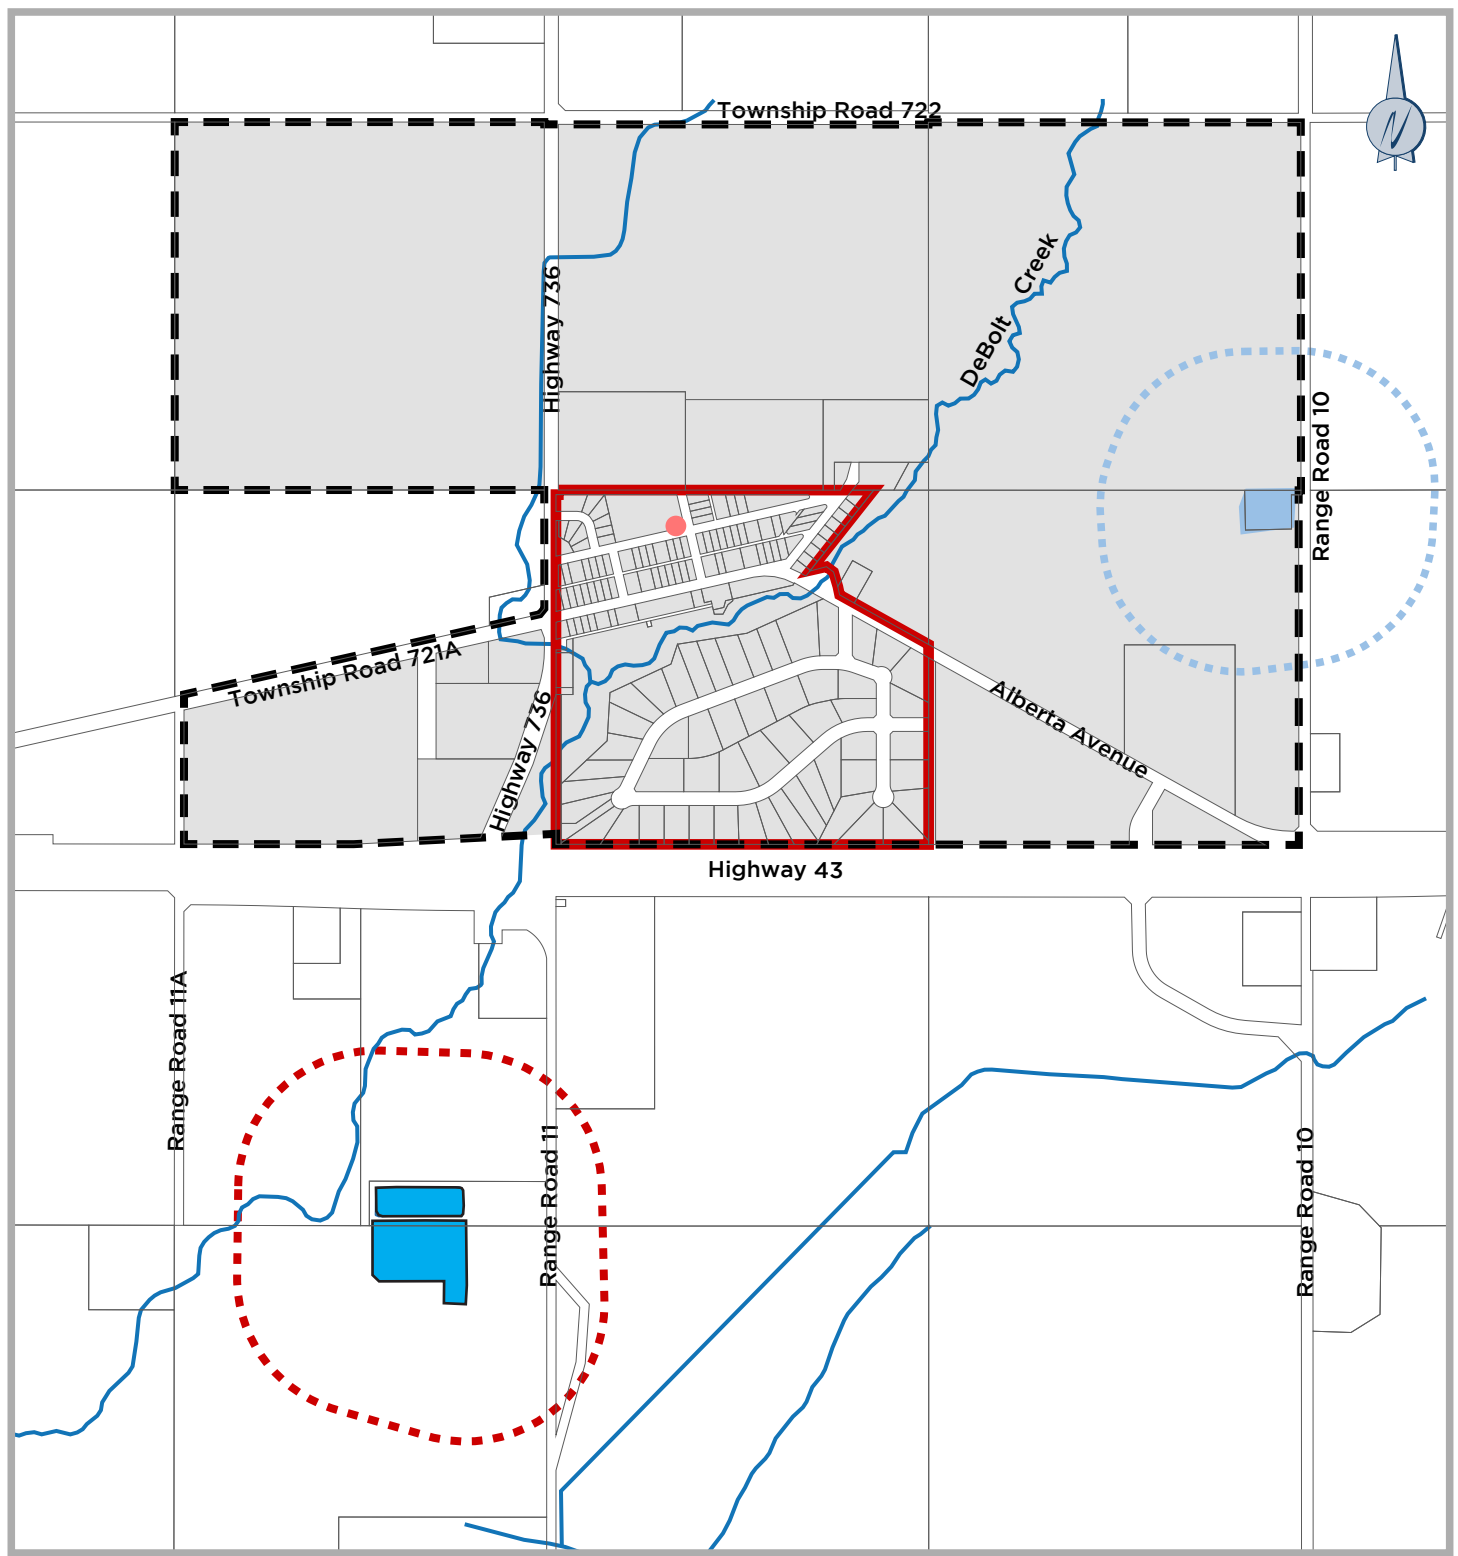 Township Road 722
Highway 736
DeBolt Creek
Range Road 10
Township Road 721A
Highway 736
Alberta Avenue
Highway 43
Range Road 11A
Range Road 11
Range Road 10
N